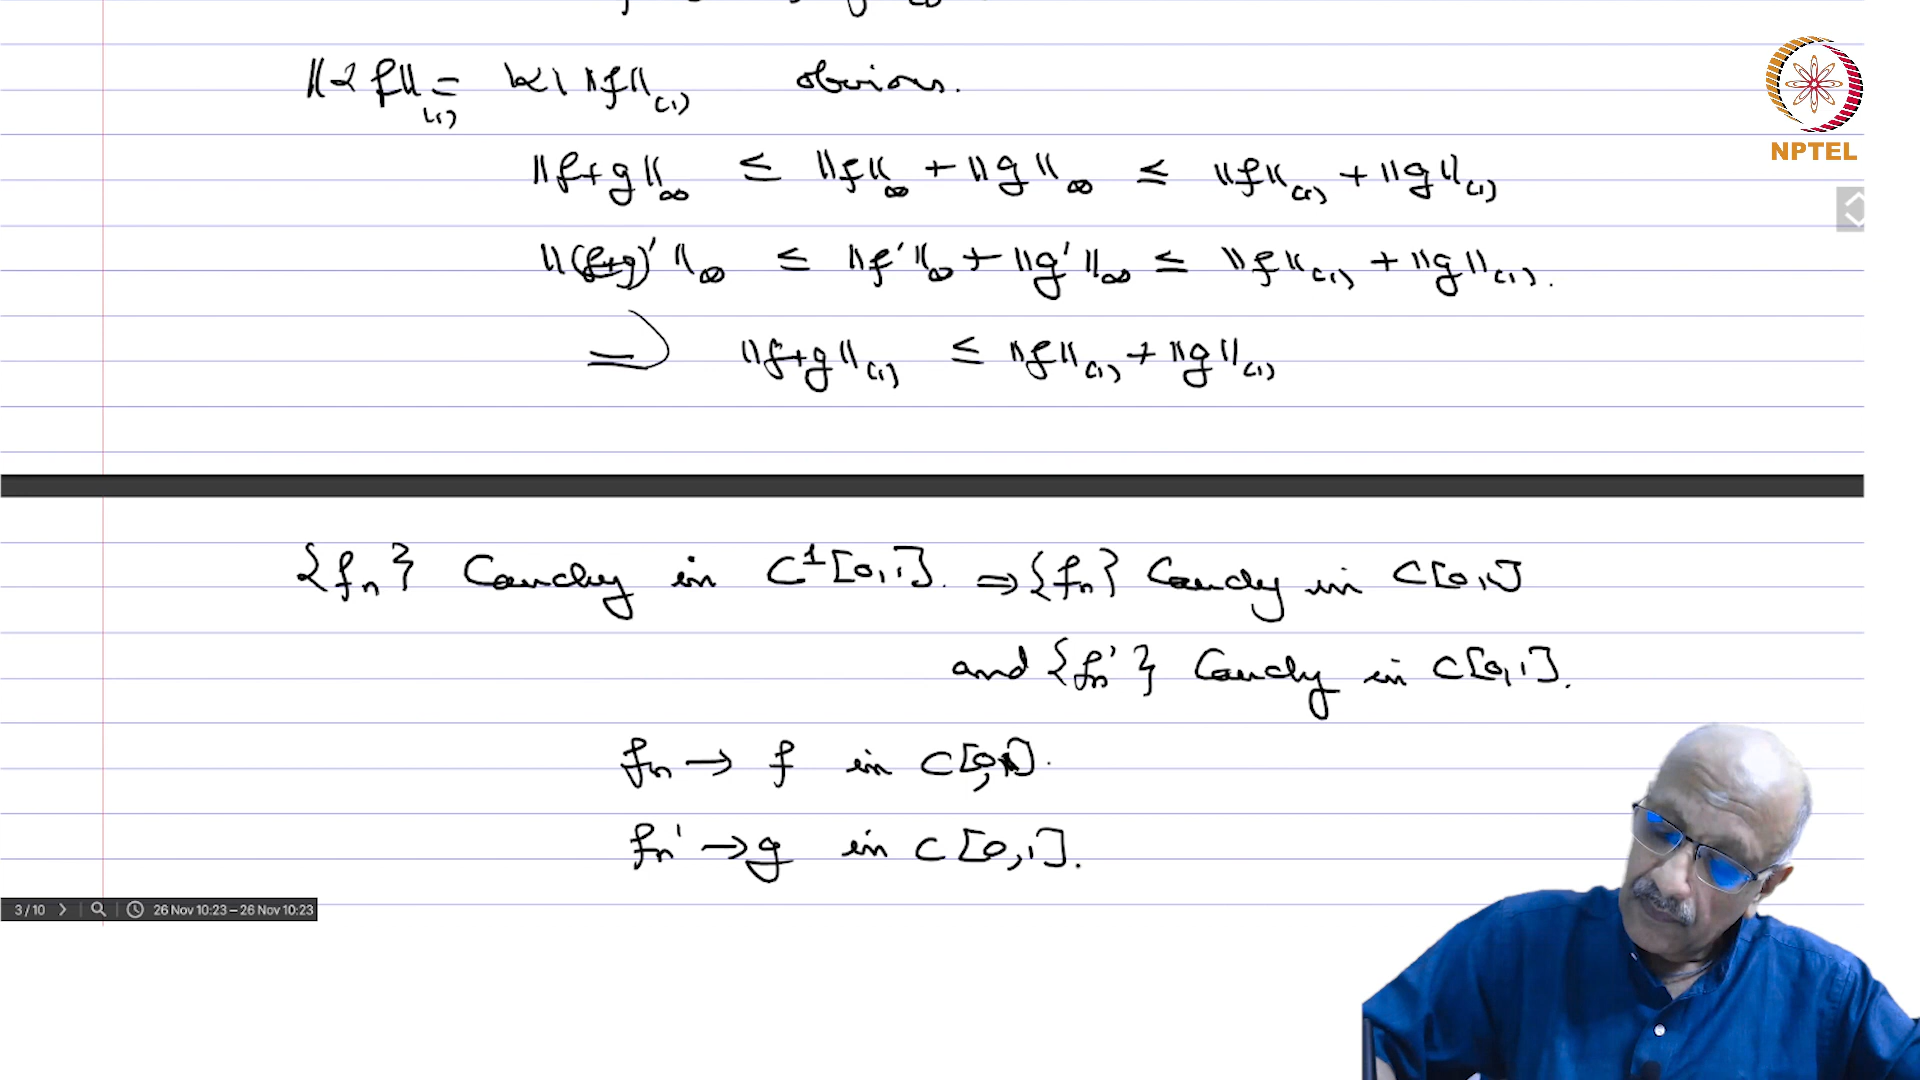 ‖αf‖₍₁₎ = |α| ‖f‖₍₁₎ obvious.
NPTEL
‖f+g‖∞ ≤ ‖f‖∞ + ‖g‖∞ ≤ ‖f‖₍₁₎ + ‖g‖₍₁₎
‖(f+g)'‖∞ ≤ ‖f'‖∞ + ‖g'‖∞ ≤ ‖f‖₍₁₎ + ‖g‖₍₁₎.
⇒ ‖f+g‖₍₁₎ ≤ ‖f‖₍₁₎ + ‖g‖₍₁₎
{fₙ} Cauchy in C¹[0,1]. ⇒ {fₙ} Cauchy in C[0,1]
and {fₙ'} Cauchy in C[0,1].
fₙ → f in C[0,1].
fₙ' → g in C[0,1].
3 / 10 26 Nov 10:23 – 26 Nov 10:23